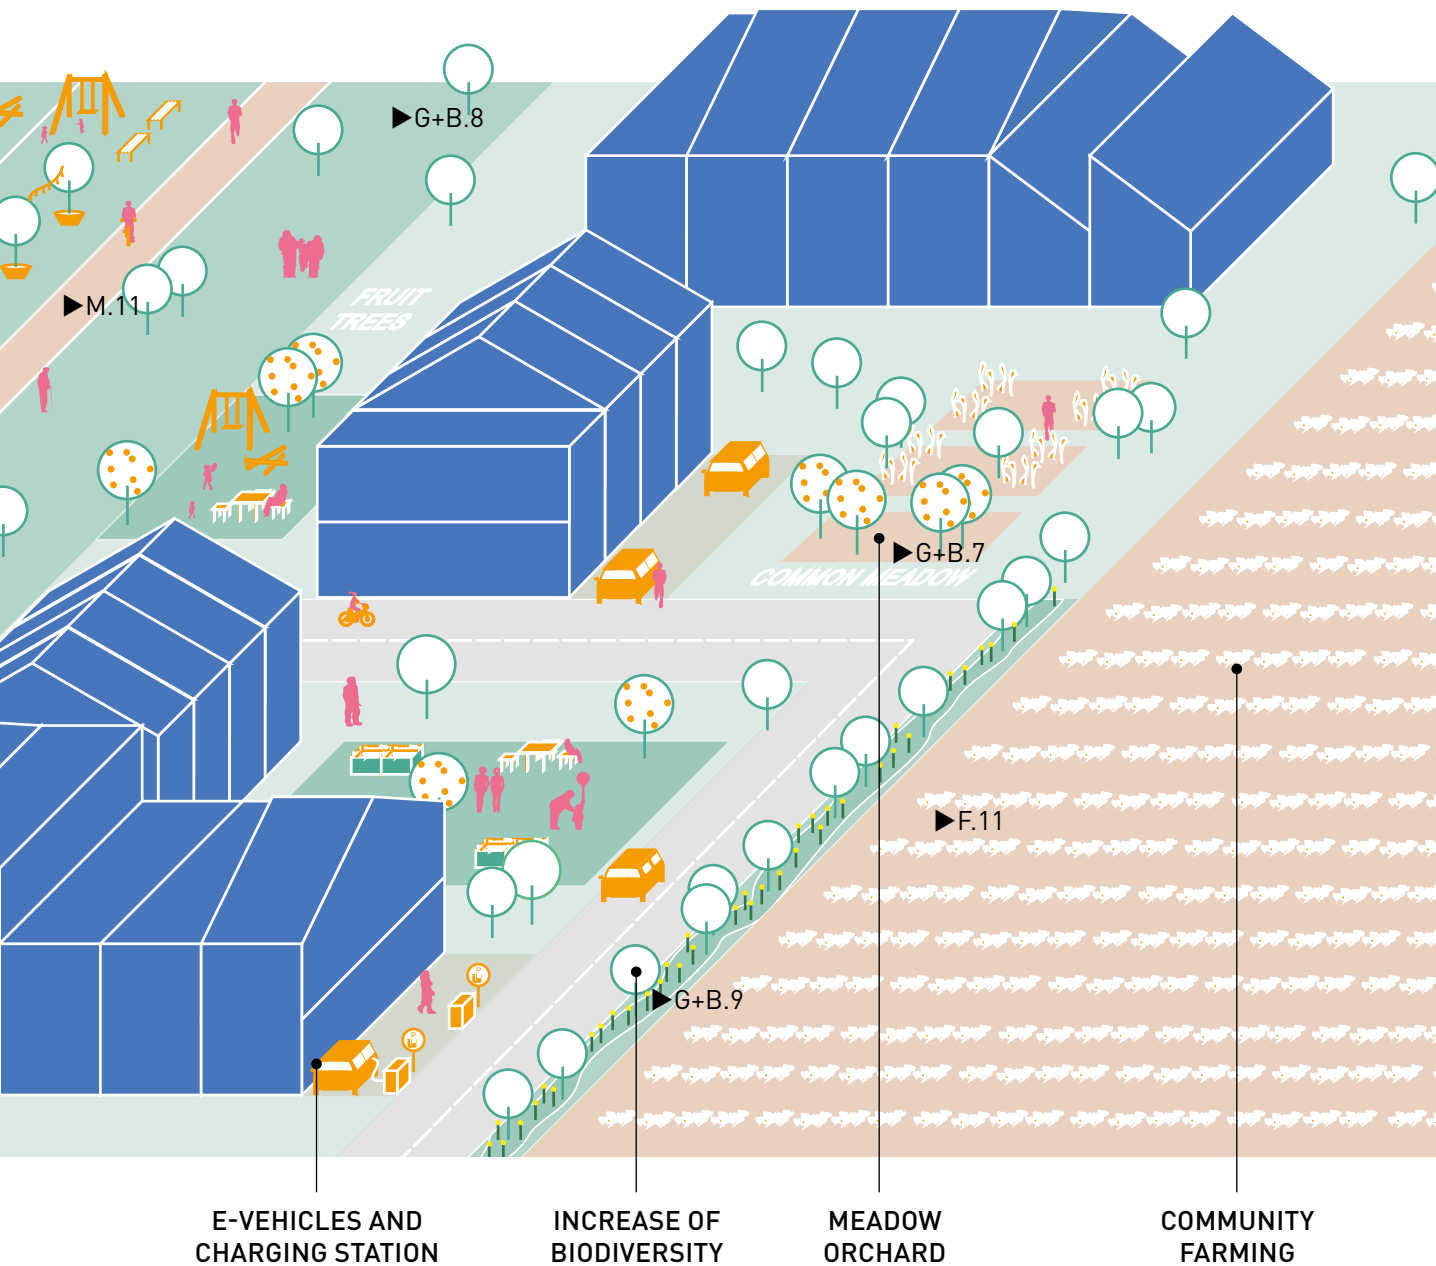 ▶G+B.8
▶M.11
FRUIT
TREES
▶G+B.7
COMMON MEADOW
▶F.11
▶G+B.9
E-VEHICLES AND
CHARGING STATION
INCREASE OF
BIODIVERSITY
MEADOW
ORCHARD
COMMUNITY
FARMING